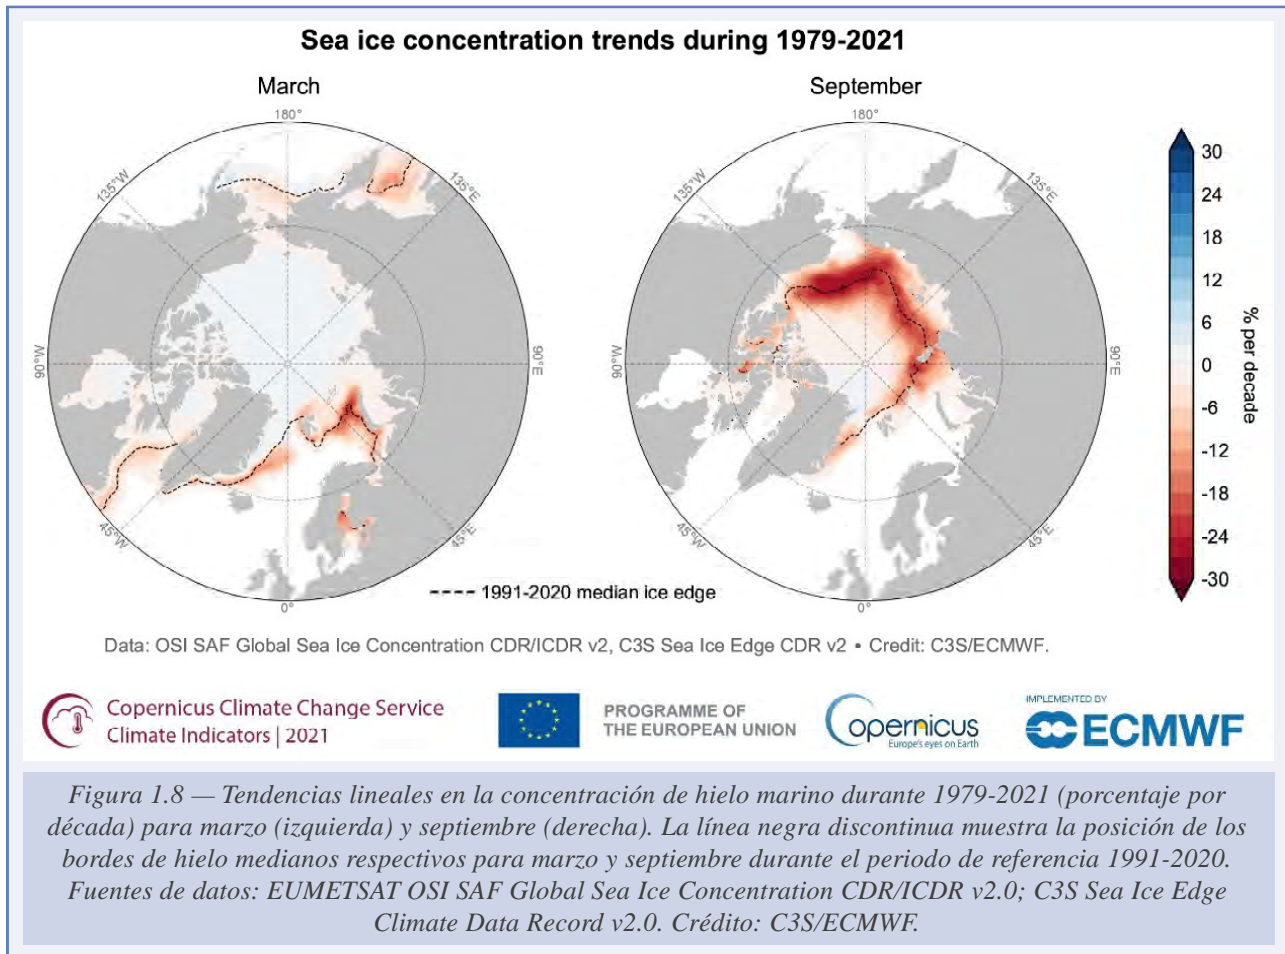 Sea ice concentration trends during 1979-2021
March
September
180°
135°W
135°E
90°W
90°E
45°W
45°E
0°
180°
135°W
135°E
90°W
90°E
45°W
45°E
0°
30
24
18
12
6
0
-6
-12
-18
-24
-30
% per decade
1991-2020 median ice edge
Data: OSI SAF Global Sea Ice Concentration CDR/ICDR v2, C3S Sea Ice Edge CDR v2 • Credit: C3S/ECMWF.
Copernicus Climate Change Service
Climate Indicators | 2021
PROGRAMME OF
THE EUROPEAN UNION
Copernicus
Europe's eyes on Earth
IMPLEMENTED BY
ECMWF
Figura 1.8 — Tendencias lineales en la concentración de hielo marino durante 1979-2021 (porcentaje por
década) para marzo (izquierda) y septiembre (derecha). La línea negra discontinua muestra la posición de los
bordes de hielo medianos respectivos para marzo y septiembre durante el periodo de referencia 1991-2020.
Fuentes de datos: EUMETSAT OSI SAF Global Sea Ice Concentration CDR/ICDR v2.0; C3S Sea Ice Edge
Climate Data Record v2.0. Crédito: C3S/ECMWF.